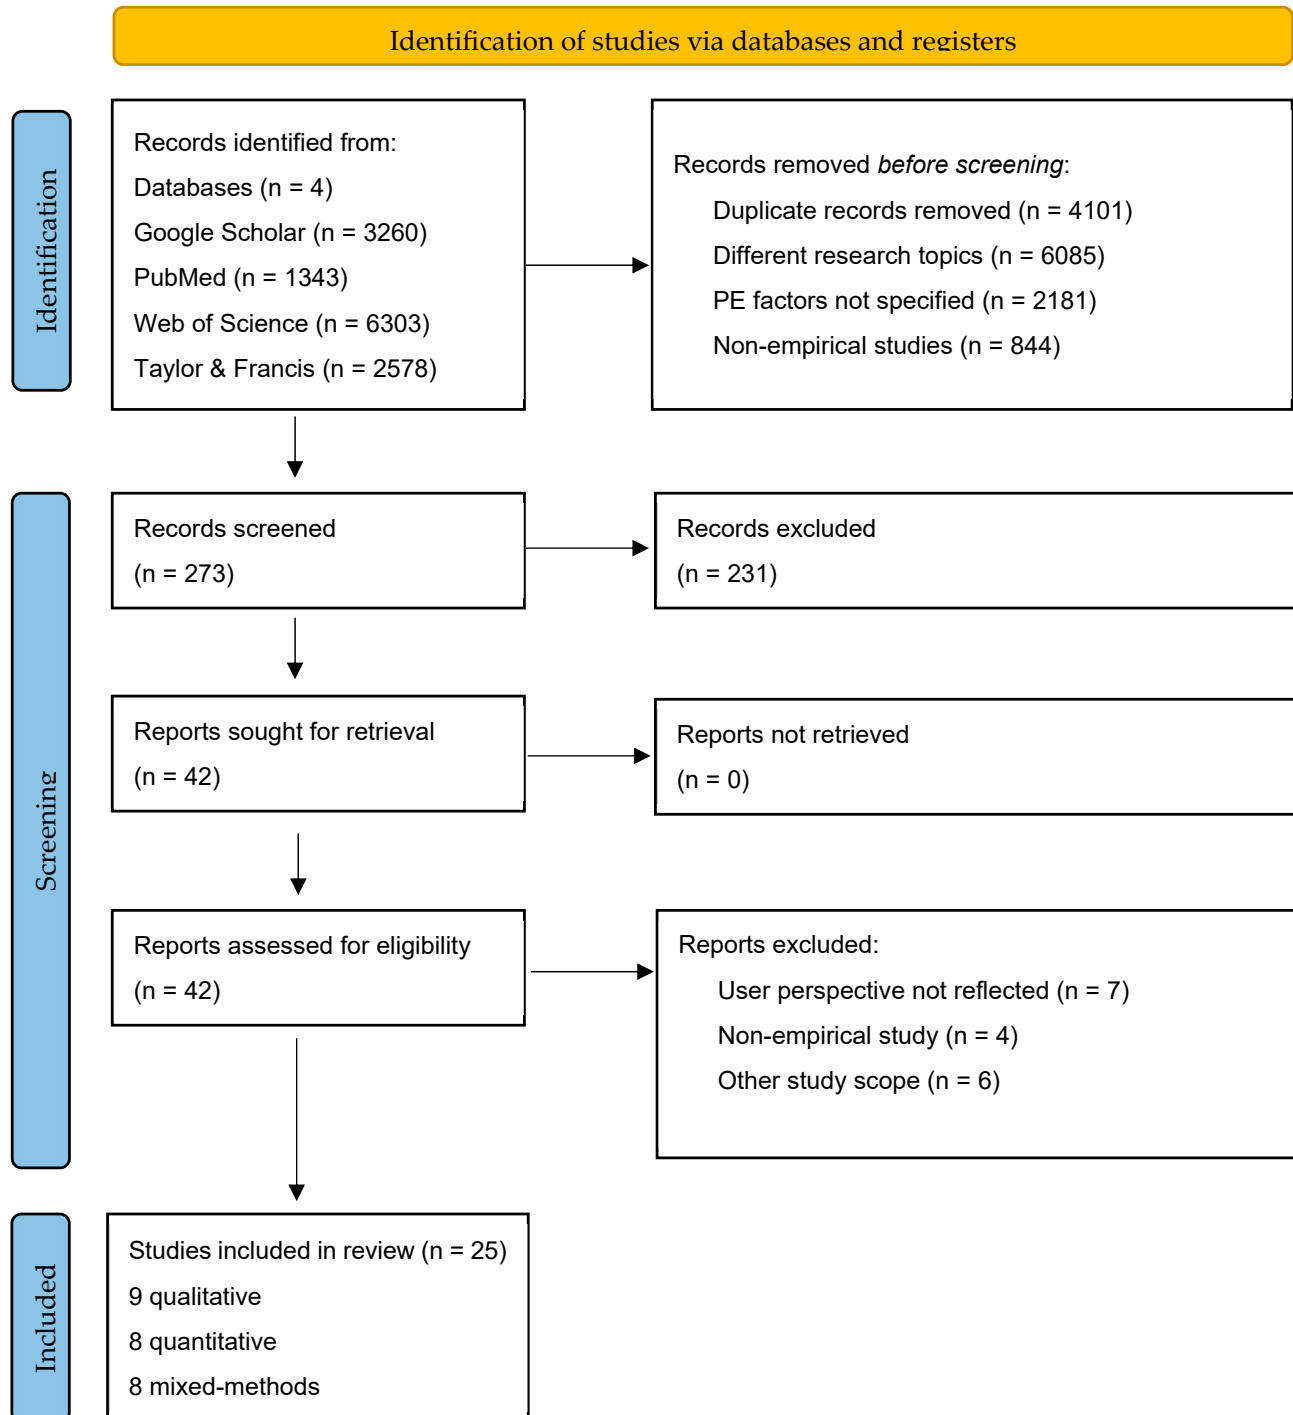 Identification of studies via databases and registers
Identification
Records identified from:
Databases (n = 4)
Google Scholar (n = 3260)
PubMed (n = 1343)
Web of Science (n = 6303)
Taylor & Francis (n = 2578)
Records removed before screening:
Duplicate records removed (n = 4101)
Different research topics (n = 6085)
PE factors not specified (n = 2181)
Non-empirical studies (n = 844)
Screening
Records screened
(n = 273)
Records excluded
(n = 231)
Reports sought for retrieval
(n = 42)
Reports not retrieved
(n = 0)
Reports assessed for eligibility
(n = 42)
Reports excluded:
User perspective not reflected (n = 7)
Non-empirical study (n = 4)
Other study scope (n = 6)
Included
Studies included in review (n = 25)
9 qualitative
8 quantitative
8 mixed-methods